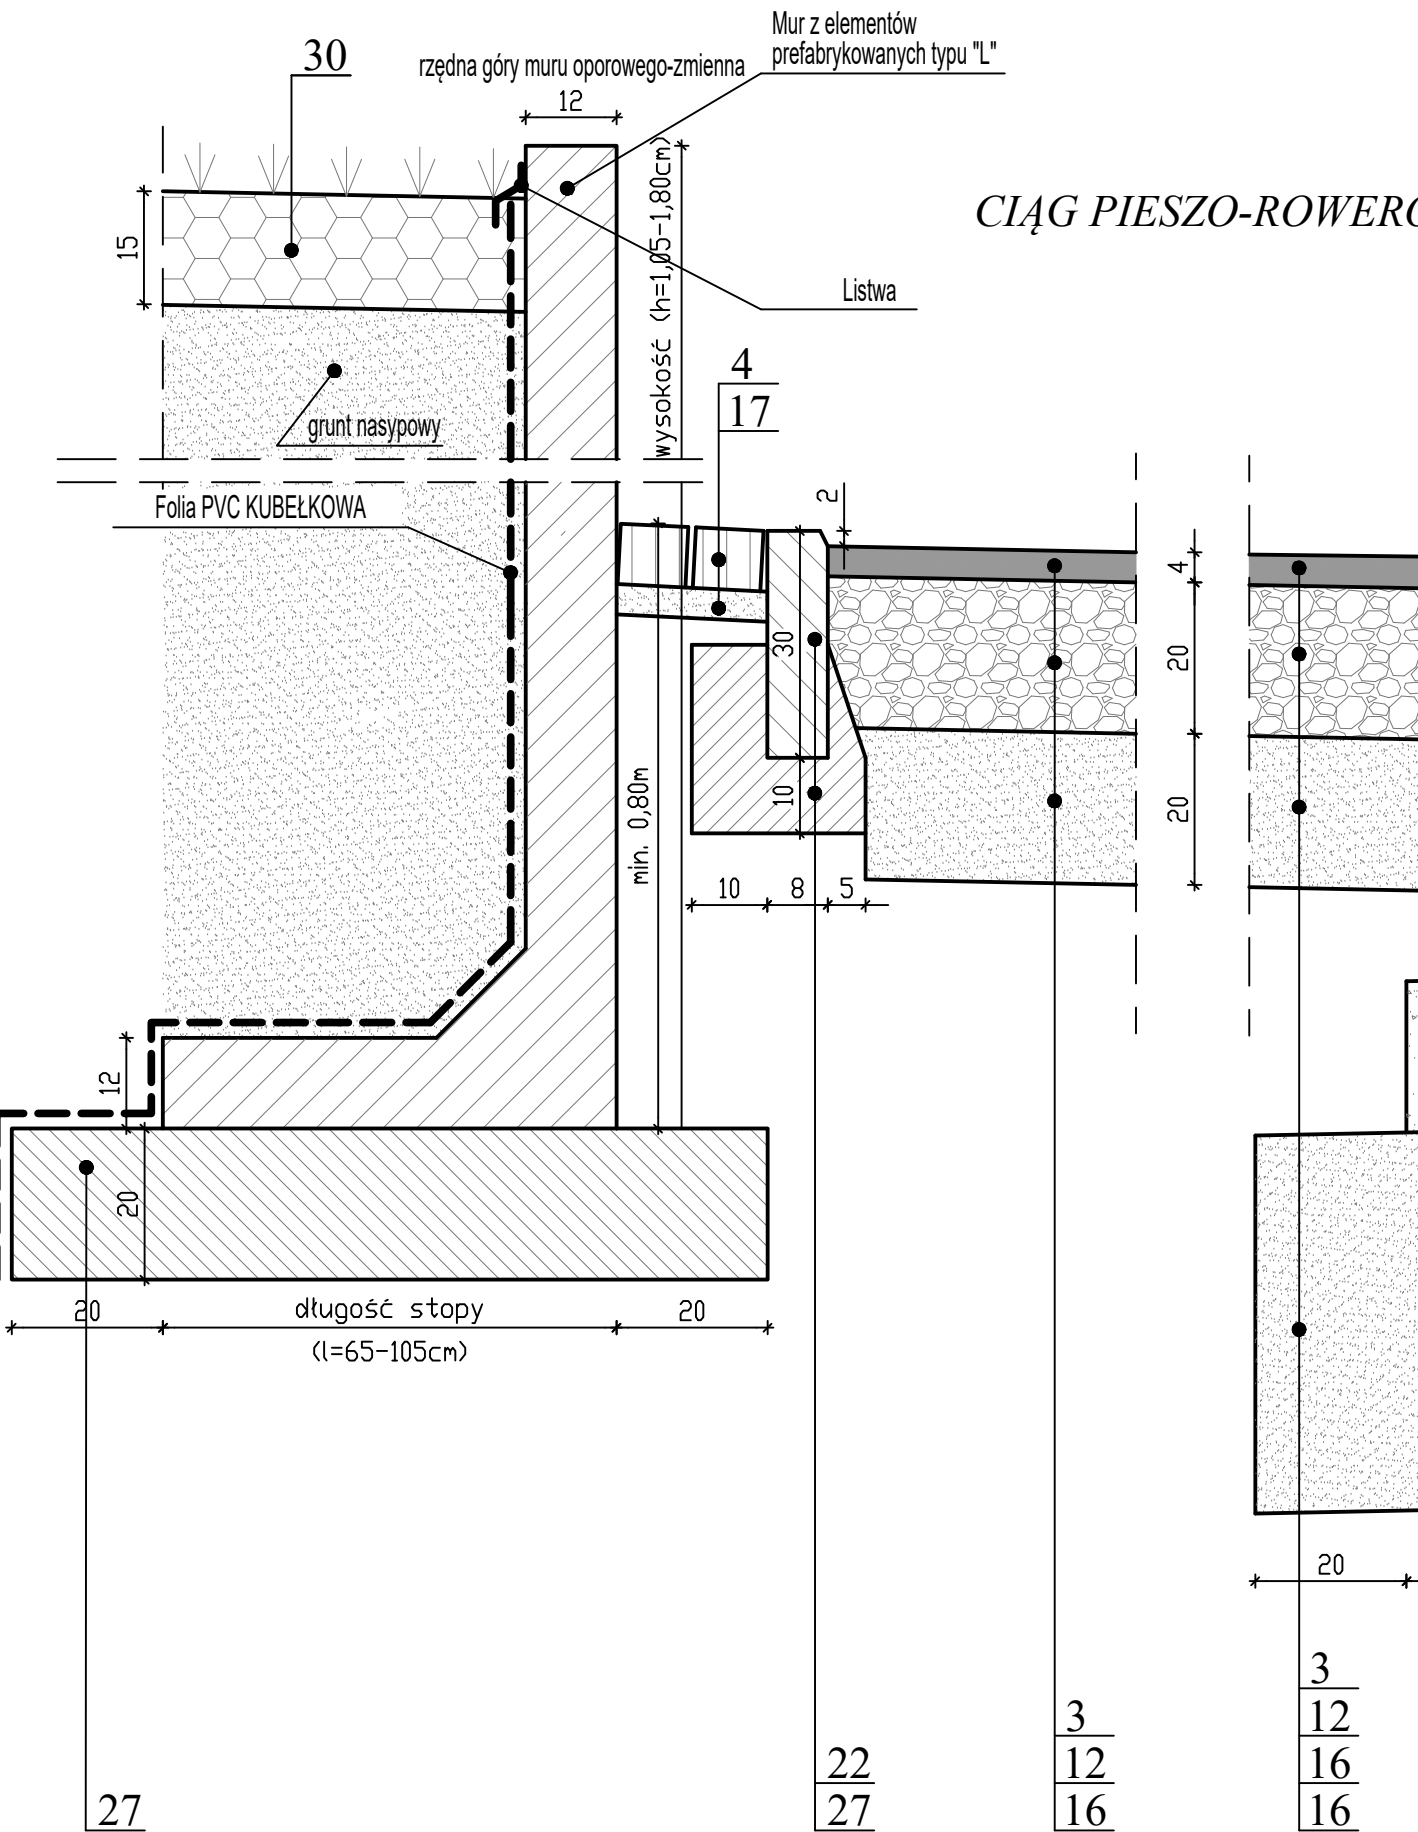 Mur z elementów
prefabrykowanych typu "L"
30
rzędna góry muru oporowego-zmienna
12
CIĄG PIESZO-ROWERO
15
wysokość (h=1,05-1,80cm)
Listwa
4
17
grunt nasypowy
Folia PVC KUBEŁKOWA
2
4
30
20
min. 0,80m
10
20
10
8
5
12
20
20
długość stopy
20
(l=65-105cm)
20
3
12
16
16
3
12
16
22
27
27